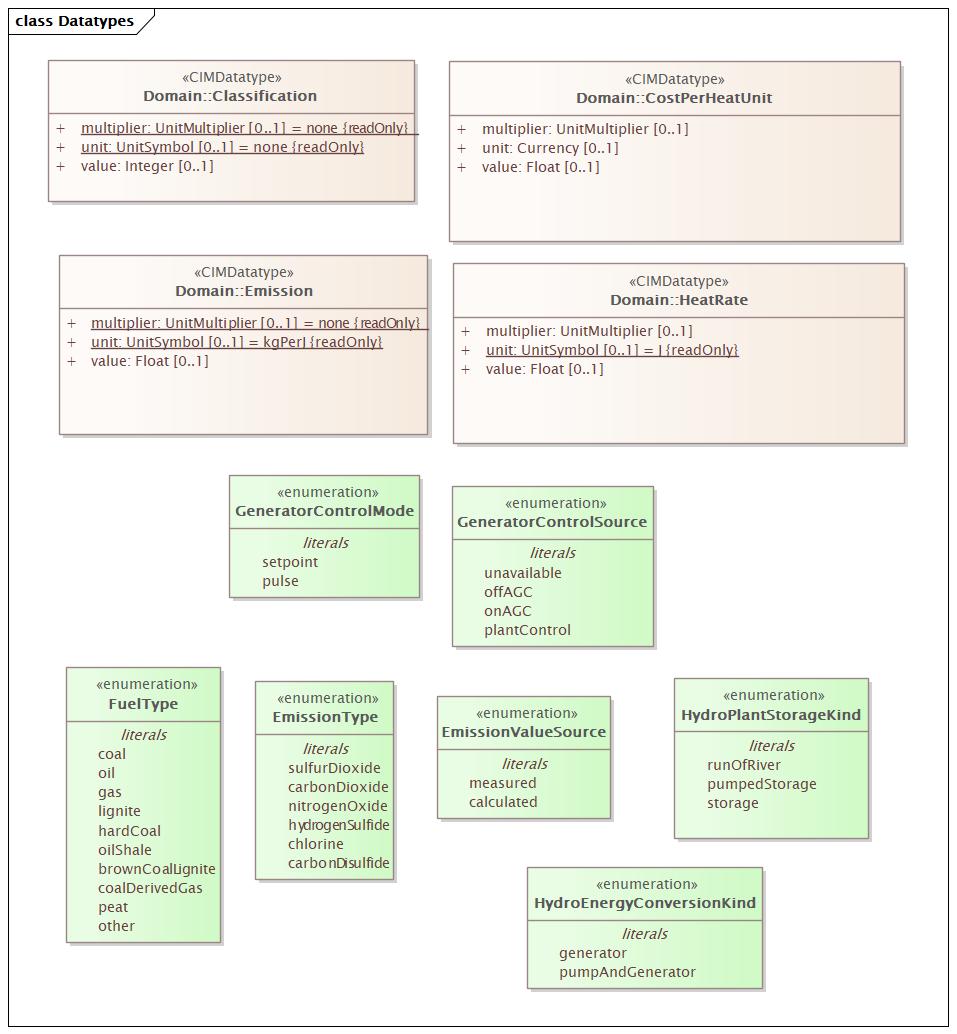 class Datatypes
«CIMDatatype»
Domain::Classification
+ multiplier: UnitMultiplier [0..1] = none {readOnly}
+ unit: UnitSymbol [0..1] = none {readOnly}
+ value: Integer [0..1]
«CIMDatatype»
Domain::CostPerHeatUnit
+ multiplier: UnitMultiplier [0..1]
+ unit: Currency [0..1]
+ value: Float [0..1]
«CIMDatatype»
Domain::Emission
+ multiplier: UnitMultiplier [0..1] = none {readOnly}
+ unit: UnitSymbol [0..1] = kgPerJ {readOnly}
+ value: Float [0..1]
«CIMDatatype»
Domain::HeatRate
+ multiplier: UnitMultiplier [0..1]
+ unit: UnitSymbol [0..1] = J {readOnly}
+ value: Float [0..1]
«enumeration»
GeneratorControlMode
literals
setpoint
pulse
«enumeration»
GeneratorControlSource
literals
unavailable
offAGC
onAGC
plantControl
«enumeration»
FuelType
literals
coal
oil
gas
lignite
hardCoal
oilShale
brownCoalLignite
coalDerivedGas
peat
other
«enumeration»
EmissionType
literals
sulfurDioxide
carbonDioxide
nitrogenOxide
hydrogenSulfide
chlorine
carbonDisulfide
«enumeration»
EmissionValueSource
literals
measured
calculated
«enumeration»
HydroPlantStorageKind
literals
runOfRiver
pumpedStorage
storage
«enumeration»
HydroEnergyConversionKind
literals
generator
pumpAndGenerator